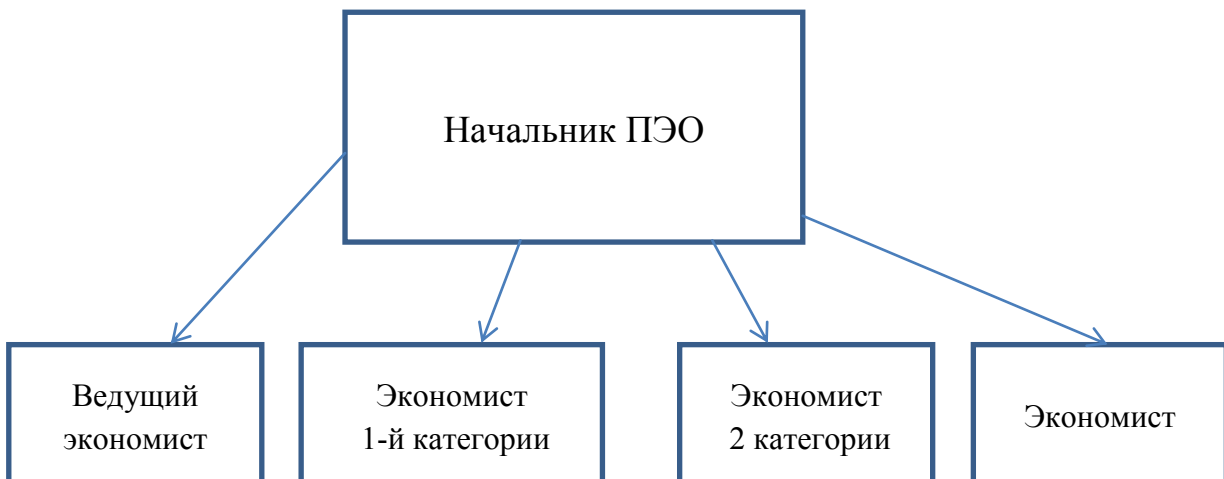 Начальник ПЭО
Ведущий
экономист
Экономист
1-й категории
Экономист
2 категории
Экономист